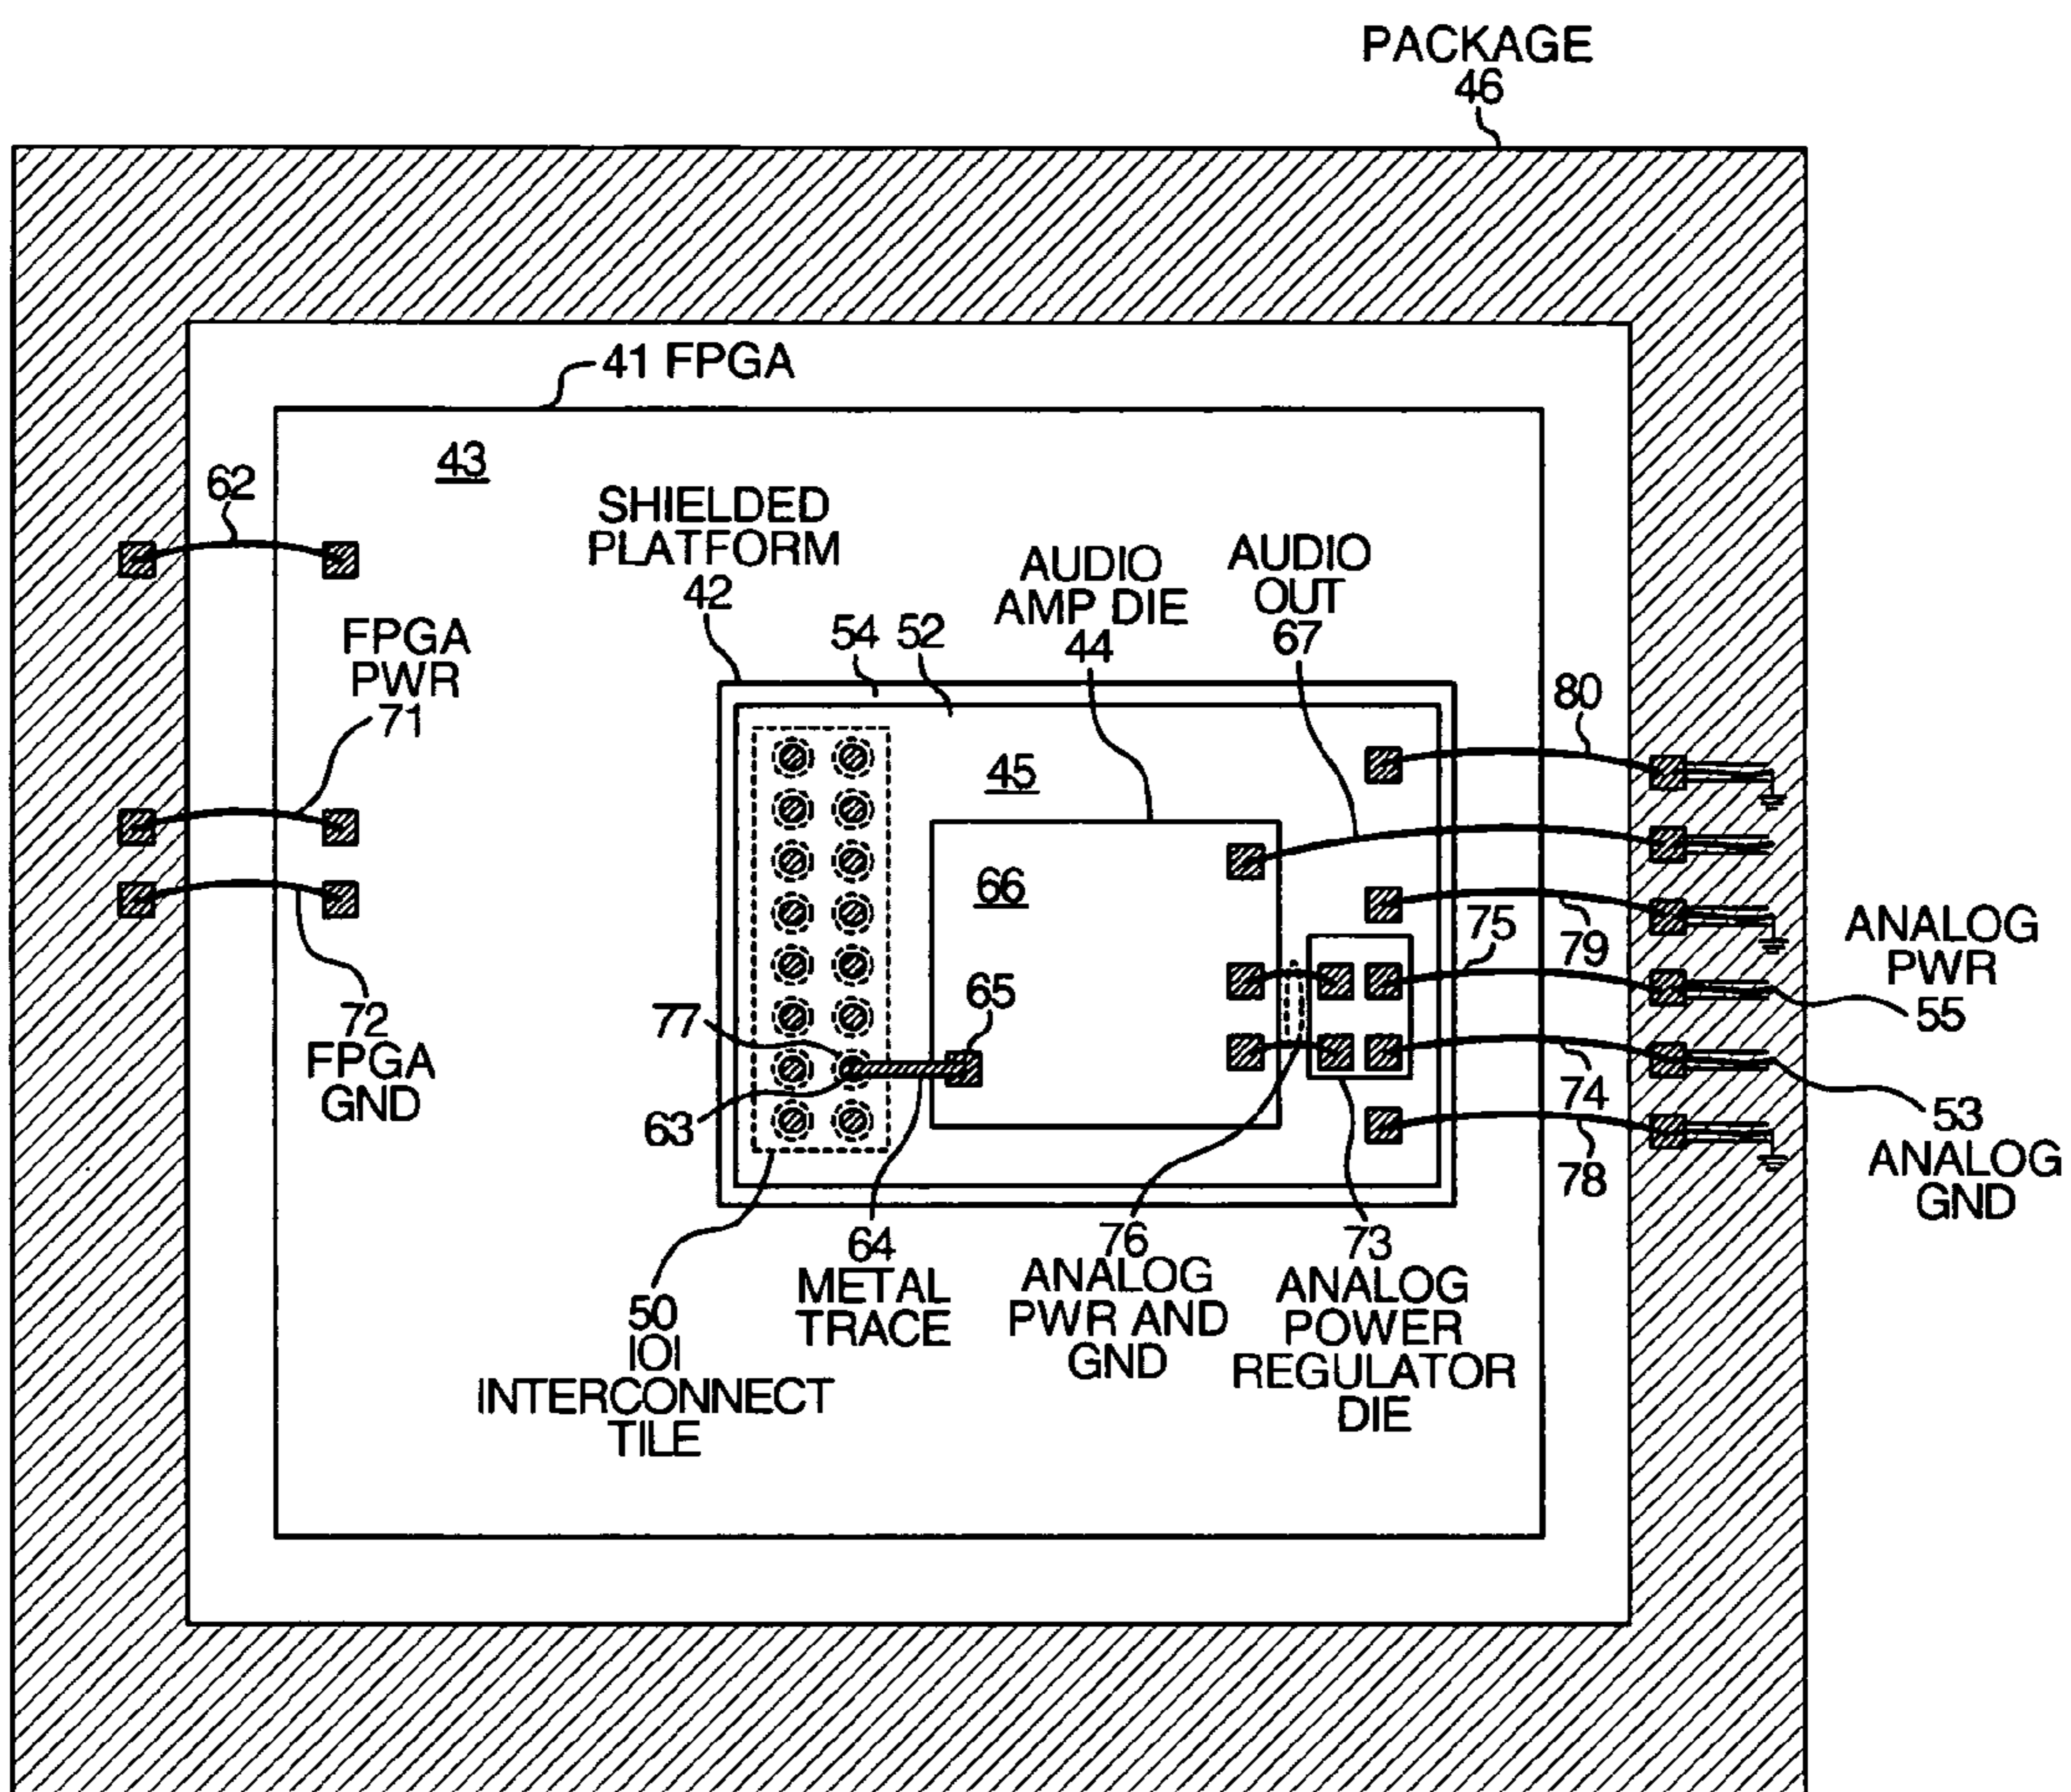 PACKAGE
46
41 FPGA
43
62
SHIELDED
PLATFORM
42
54 52
AUDIO
AMP DIE
44
AUDIO
OUT
67
FPGA
PWR
71
80
45
66
75
79
ANALOG
PWR
55
72
FPGA
GND
77
65
63
74
53
ANALOG
GND
78
50
IOI
INTERCONNECT
TILE
64
METAL
TRACE
76
ANALOG
PWR AND
GND
73
ANALOG
POWER
REGULATOR
DIE